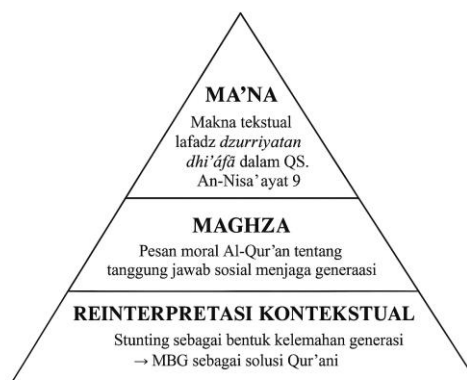 MA’NA
Makna tekstual
lafadz dzurriyatan
dhi’áfā dalam QS.
An-Nisa’ ayat 9
MAGHZA
Pesan moral Al-Qur’an tentang
tanggung jawab sosial menjaga generaasi
REINTERPRETASI KONTEKSTUAL
Stunting sebagai bentuk kelemahan generasi
→ MBG sebagai solusi Qur’ani